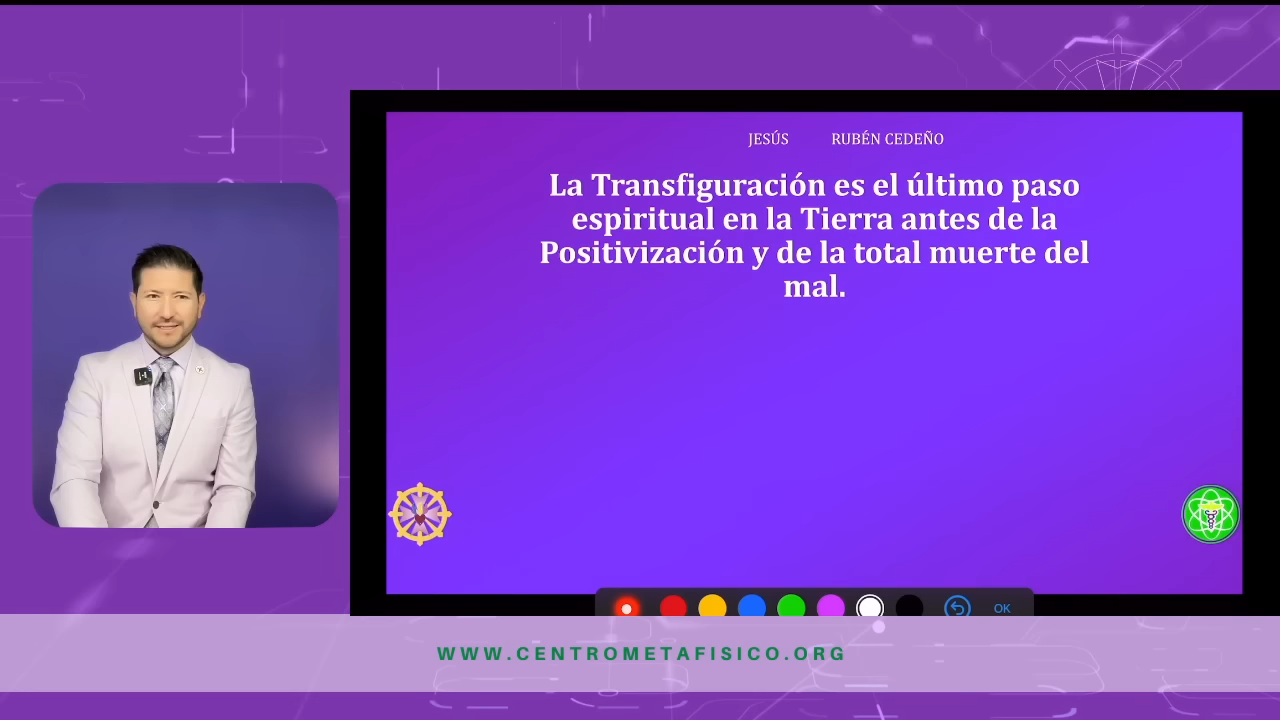 JESÚS RUBÉN CEDEÑO
La Transfiguración es el último paso
espiritual en la Tierra antes de la
Positivización y de la total muerte del
mal.
OK
WWW.CENTROMETAFISICO.ORG